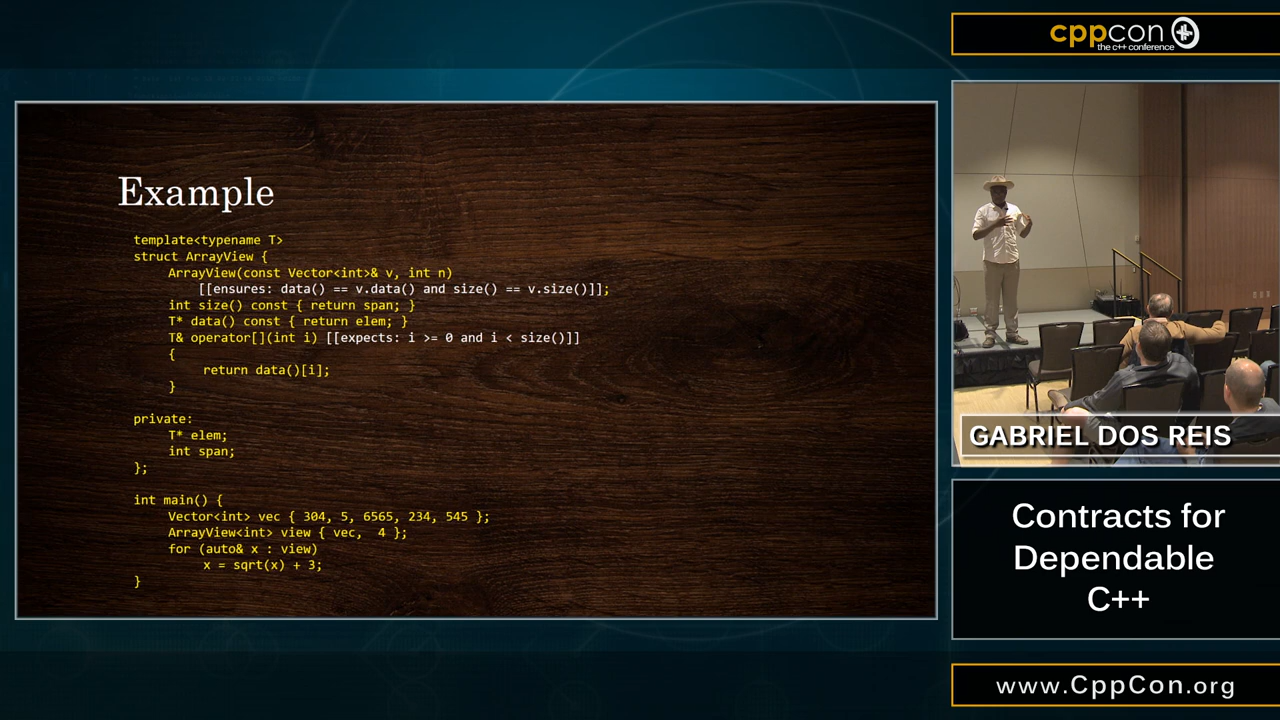 cppcon
the c++ conference
Example
template<typename T>
struct ArrayView {
ArrayView(const Vector<int>& v, int n)
[[ensures: data() == v.data() and size() == v.size()]];
int size() const { return span; }
T* data() const { return elem; }
T& operator[](int i) [[expects: i >= 0 and i < size()]]
{
return data()[i];
}
private:
T* elem;
int span;
};
int main() {
Vector<int> vec { 304, 5, 6565, 234, 545 };
ArrayView<int> view { vec,  4 };
for (auto& x : view)
x = sqrt(x) + 3;
}
GABRIEL DOS REIS
Contracts for
Dependable
C++
www.CppCon.org